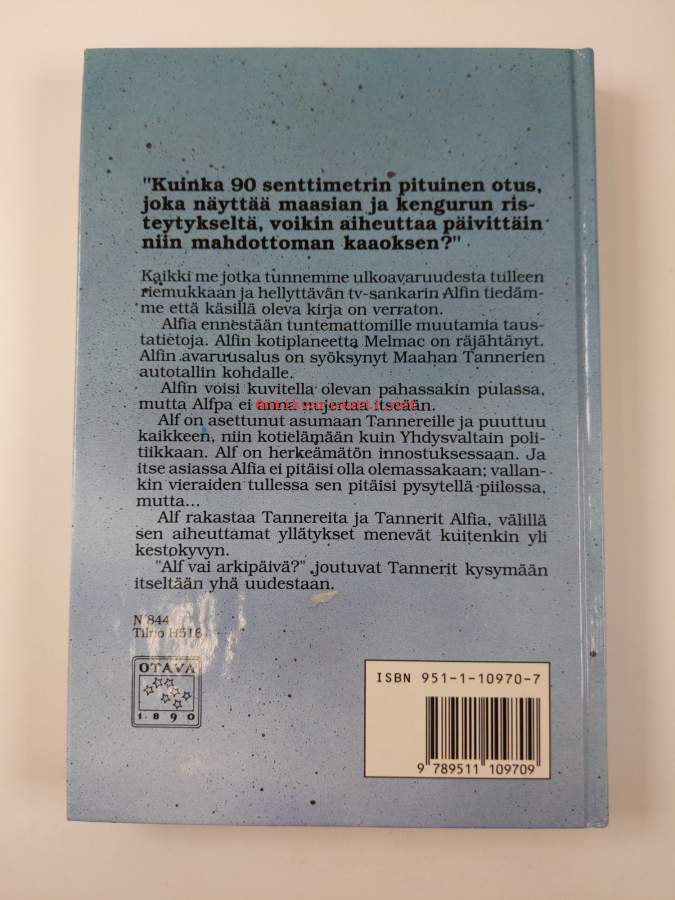 "Kuinka 90 senttimetrin pituinen otus,
joka näyttää maasian ja kengurun ris-
teytykseltä, voikin aiheuttaa päivittäin
niin mahdottoman kaaoksen?"
Kaikki me jotka tunnemme ulkoavaruudesta tulleen
riemukkaan ja hellyttävän tv-sankarin Alfin tiedäm-
me että käsillä oleva kirja on verraton.
Alfia ennestään tuntemattomille muutamia taus-
tatietoja. Alfin kotiplaneetta Melmac on räjähtänyt.
Alfin avaruusalus on syöksynyt Maahan Tannerien
autotallin kohdalle.
Alfin voisi kuvitella olevan pahassakin pulassa,
mutta Alfpa ei anna nujertaa itseään.
Alf on asettunut asumaan Tannereille ja puuttuu
kaikkeen, niin kotielämään kuin Yhdysvaltain poli-
tiikkaan. Alf on herkeämätön innostuksessaan. Ja
itse asiassa Alfia ei pitäisi olla olemassakaan; vallan-
kin vieraiden tullessa sen pitäisi pysytellä piilossa,
mutta...
Alf rakastaa Tannereita ja Tannerit Alfia, välillä
sen aiheuttamat yllätykset menevät kuitenkin yli
kestokyvyn.
"Alf vai arkipäivä?" joutuvat Tannerit kysymään
itseltään yhä uudestaan.
N 844
OTAVA
1·890
ISBN 951-1-10970-7
9 789511 109709